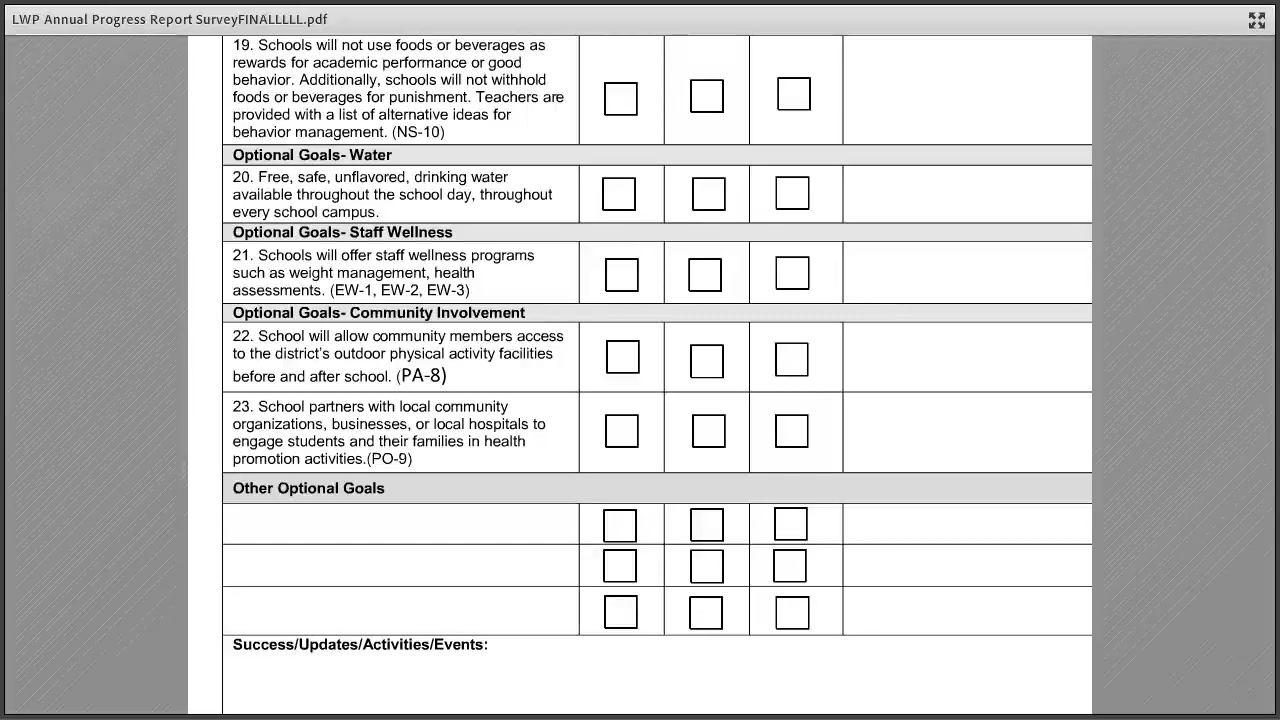 LWP Annual Progress Report SurveyFINALLLLL.pdf
19. Schools will not use foods or beverages as
rewards for academic performance or good
behavior. Additionally, schools will not withhold
foods or beverages for punishment. Teachers are
provided with a list of alternative ideas for
behavior management. (NS-10)
Optional Goals- Water
20. Free, safe, unflavored, drinking water
available throughout the school day, throughout
every school campus.
Optional Goals- Staff Wellness
21. Schools will offer staff wellness programs
such as weight management, health
assessments. (EW-1, EW-2, EW-3)
Optional Goals- Community Involvement
22. School will allow community members access
to the district's outdoor physical activity facilities
before and after school. (PA-8)
23. School partners with local community
organizations, businesses, or local hospitals to
engage students and their families in health
promotion activities.(PO-9)
Other Optional Goals
Success/Updates/Activities/Events: